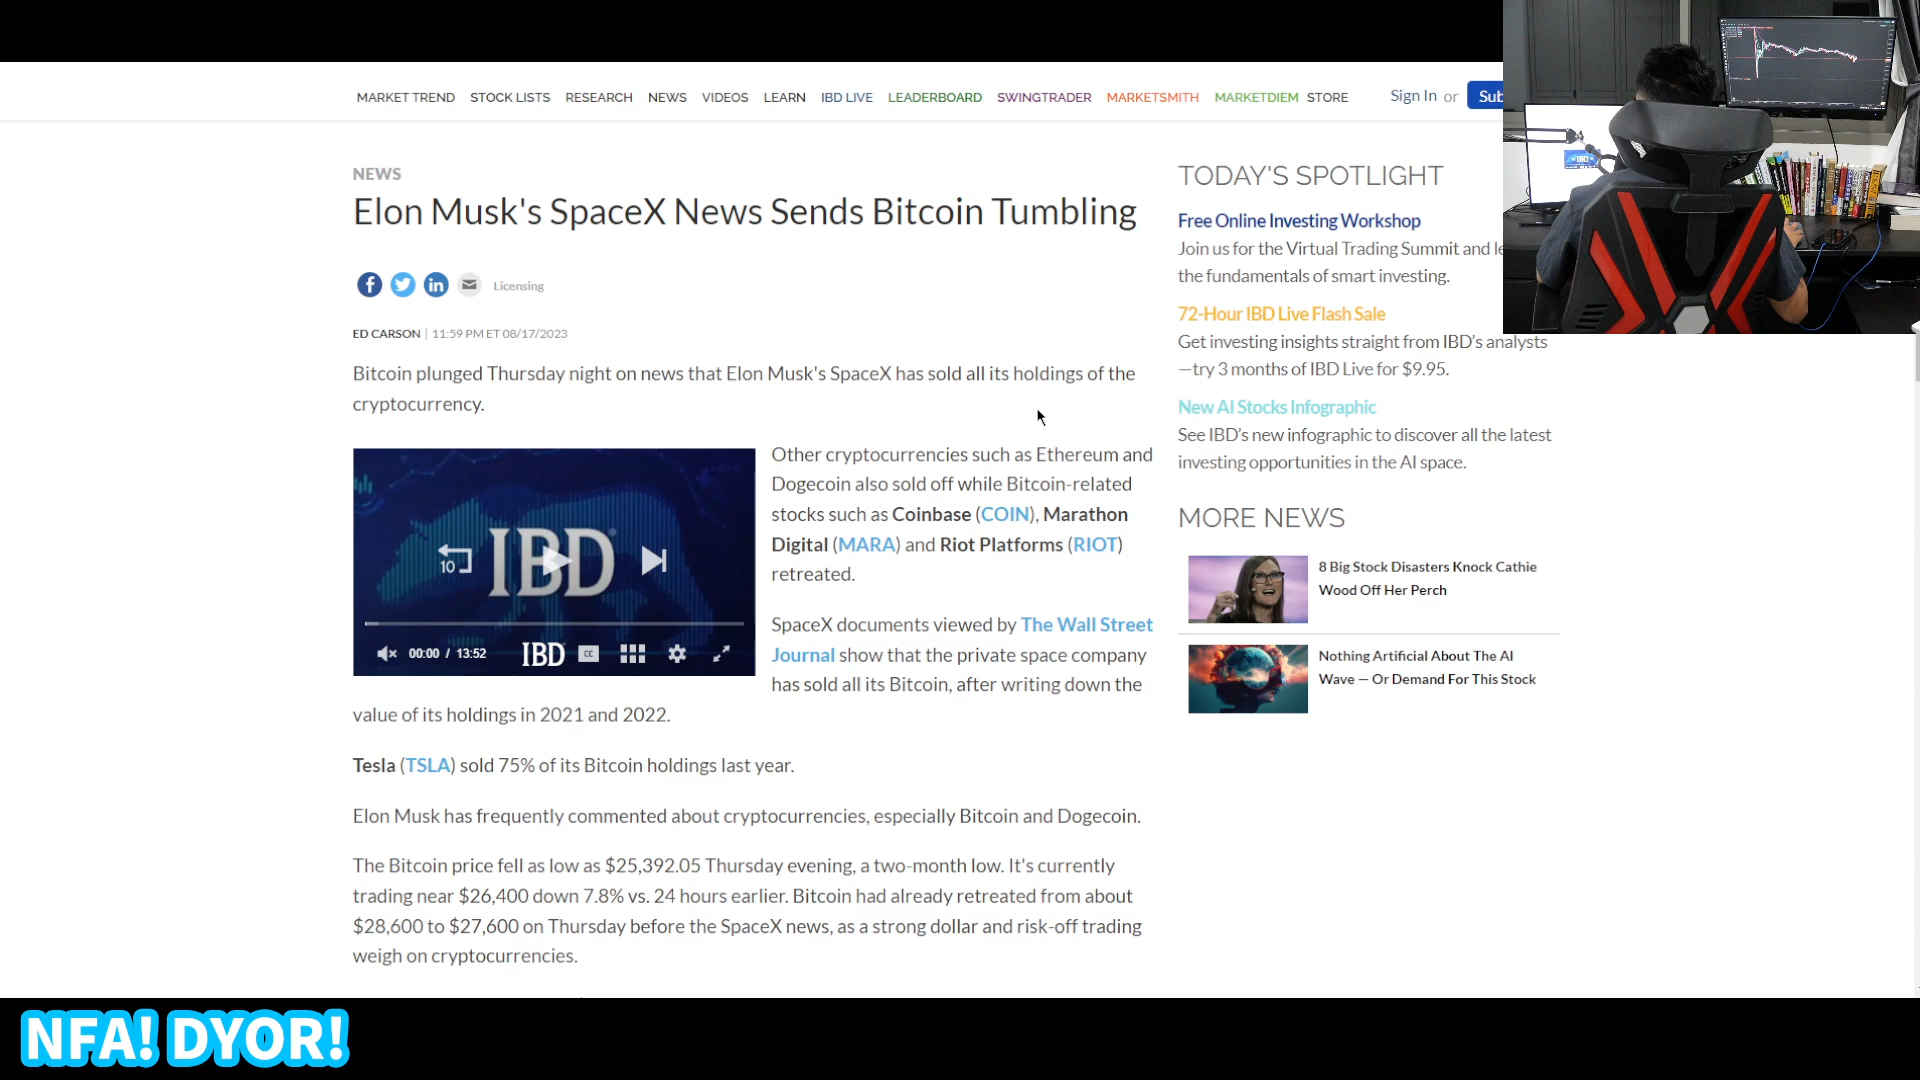 MARKET TREND STOCK LISTS RESEARCH NEWS VIDEOS LEARN IBD LIVE LEADERBOARD SWINGTRADER MARKETSMITH MARKETDIEM STORE Sign In or Sub
NEWS
Elon Musk's SpaceX News Sends Bitcoin Tumbling
Licensing
ED CARSON | 11:59 PM ET 08/17/2023
Bitcoin plunged Thursday night on news that Elon Musk's SpaceX has sold all its holdings of the
cryptocurrency.
IBD
10
00:00 / 13:52
IBD
CC
Other cryptocurrencies such as Ethereum and
Dogecoin also sold off while Bitcoin-related
stocks such as Coinbase (COIN), Marathon
Digital (MARA) and Riot Platforms (RIOT)
retreated.
SpaceX documents viewed by The Wall Street
Journal show that the private space company
has sold all its Bitcoin, after writing down the
value of its holdings in 2021 and 2022.
Tesla (TSLA) sold 75% of its Bitcoin holdings last year.
Elon Musk has frequently commented about cryptocurrencies, especially Bitcoin and Dogecoin.
The Bitcoin price fell as low as $25,392.05 Thursday evening, a two-month low. It's currently
trading near $26,400 down 7.8% vs. 24 hours earlier. Bitcoin had already retreated from about
$28,600 to $27,600 on Thursday before the SpaceX news, as a strong dollar and risk-off trading
weigh on cryptocurrencies.
TODAY'S SPOTLIGHT
Free Online Investing Workshop
Join us for the Virtual Trading Summit and le
the fundamentals of smart investing.
72-Hour IBD Live Flash Sale
Get investing insights straight from IBD's analysts
—try 3 months of IBD Live for $9.95.
New AI Stocks Infographic
See IBD's new infographic to discover all the latest
investing opportunities in the AI space.
MORE NEWS
8 Big Stock Disasters Knock Cathie
Wood Off Her Perch
Nothing Artificial About The AI
Wave — Or Demand For This Stock
IBD
NFA! DYOR!